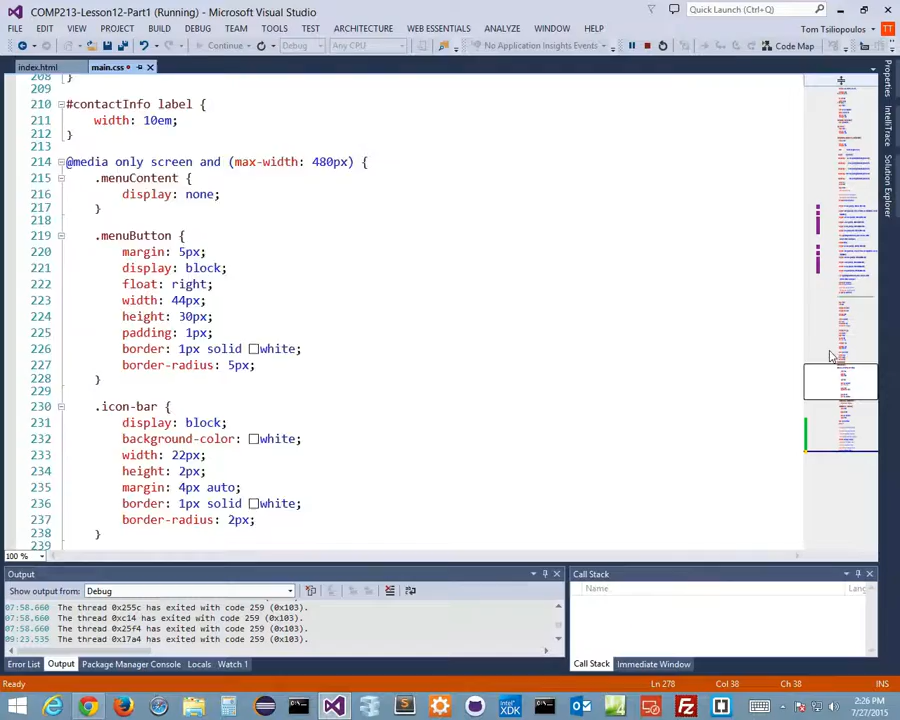 COMP213-Lesson12-Part1 (Running) - Microsoft Visual Studio
Quick Launch (Ctrl+Q)
FILE EDIT VIEW PROJECT BUILD DEBUG TEAM TOOLS TEST ARCHITECTURE WEB ESSENTIALS ANALYZE WINDOW HELP
Tom Tsiliopoulos TT
Continue Debug Any CPU No Application Insights Events Code Map
index.html main.css
208 }
209
210 #contactInfo label {
211 width: 10em;
212 }
213
214 @media only screen and (max-width: 480px) {
215 .menuContent {
216 display: none;
217 }
218
219 .menuButton {
220 margin: 5px;
221 display: block;
222 float: right;
223 width: 44px;
224 height: 30px;
225 padding: 1px;
226 border: 1px solid white;
227 border-radius: 5px;
228 }
229
230 .icon-bar {
231 display: block;
232 background-color: white;
233 width: 22px;
234 height: 2px;
235 margin: 4px auto;
236 border: 1px solid white;
237 border-radius: 2px;
238 }
239
Properties
IntelliTrace
Solution Explorer
100 %
Output
Show output from: Debug
07:58.660 The thread 0x255c has exited with code 259 (0x103).
07:58.660 The thread 0xc14 has exited with code 259 (0x103).
07:58.660 The thread 0x25f4 has exited with code 259 (0x103).
09:23.535 The thread 0x17a4 has exited with code 259 (0x103).
Call Stack
Name Lang
Error List Output Package Manager Console Locals Watch 1
Call Stack Immediate Window
Ready Ln 278 Col 38 Ch 38 INS
2:26 PM
7/27/2015